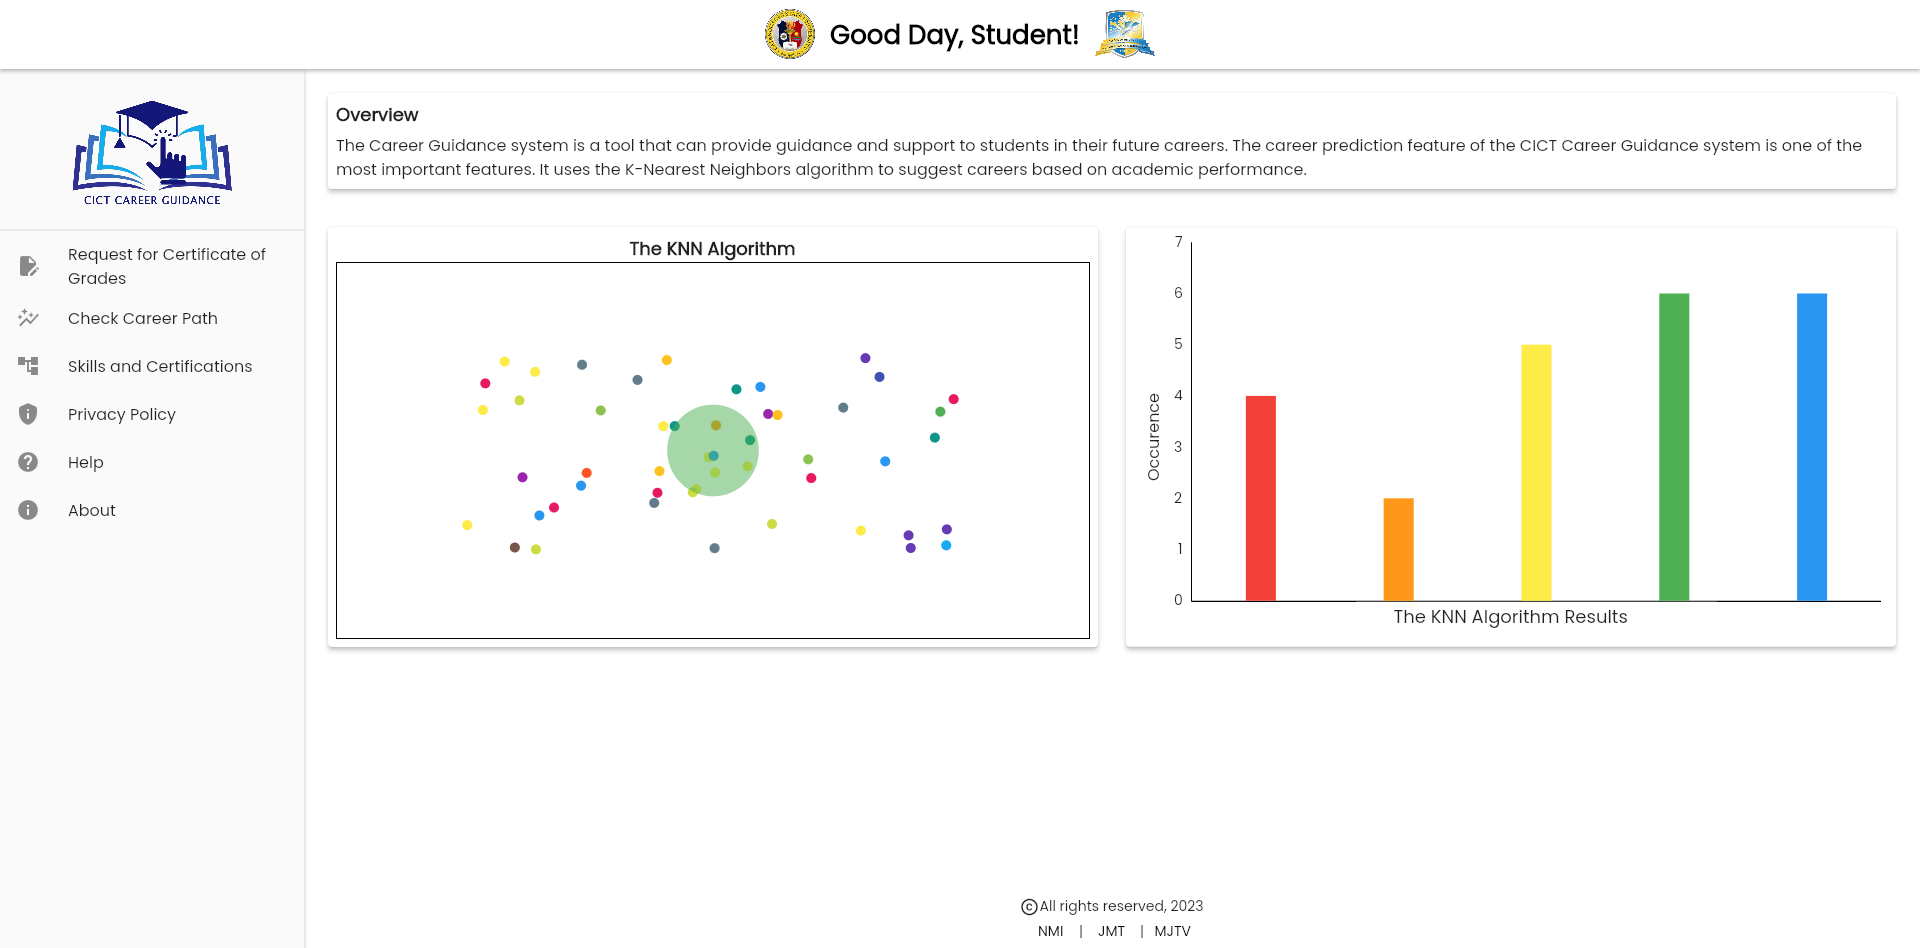 Good Day, Student!
CICT CAREER GUIDANCE
Request for Certificate of
Grades
Check Career Path
Skills and Certifications
Privacy Policy
Help
About
Overview
The Career Guidance system is a tool that can provide guidance and support to students in their future careers. The career prediction feature of the CICT Career Guidance system is one of the
most important features. It uses the K-Nearest Neighbors algorithm to suggest careers based on academic performance.
The KNN Algorithm
7
6
5
4
3
2
1
0
Occurence
The KNN Algorithm Results
©All rights reserved, 2023
NMI | JMT | MJTV